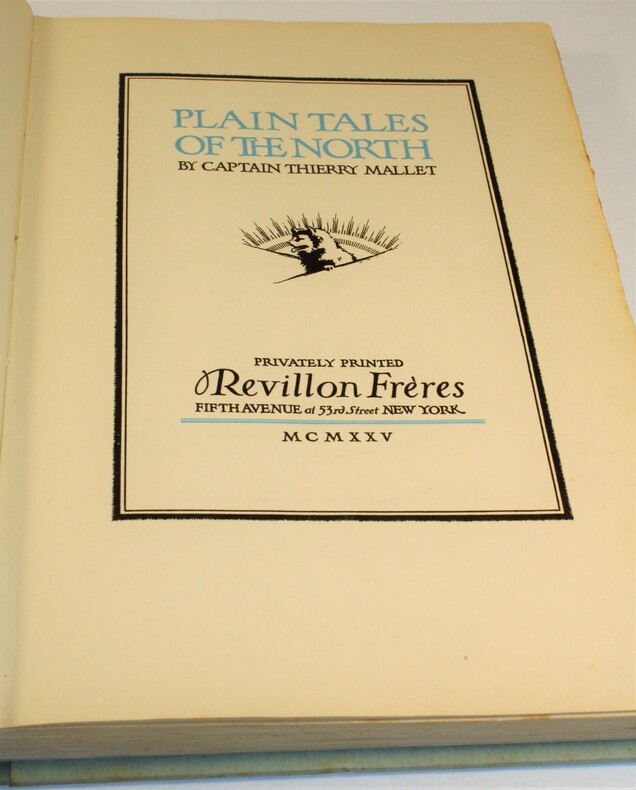 PLAIN TALES
OF THE NORTH
BY CAPTAIN THIERRY MALLET
PRIVATELY PRINTED
Revillon Frères
FIFTH AVENUE at 53rd Street NEW YORK
MCMXXV